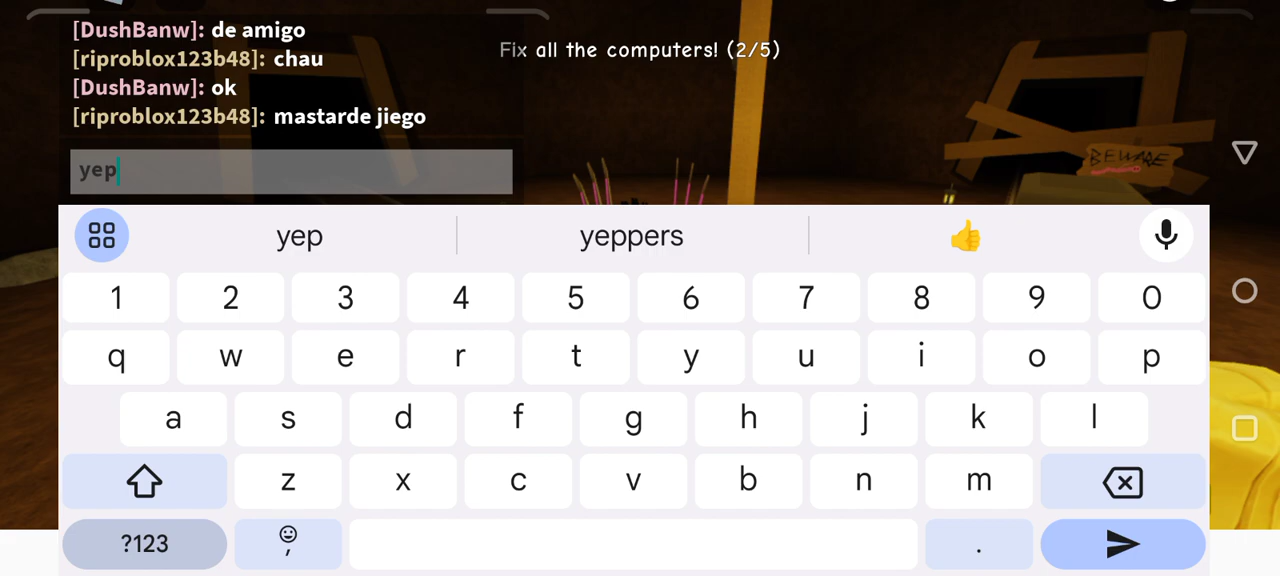 [DushBanw]: de amigo
[riproblox123b48]: chau
[DushBanw]: ok
[riproblox123b48]: mastarde jiego
Fix all the computers! (2/5)
BEWARE
yep
yep yeppers 👍
1 2 3 4 5 6 7 8 9 0
q w e r t y u i o p
a s d f g h j k l
z x c v b n m
?123 , .